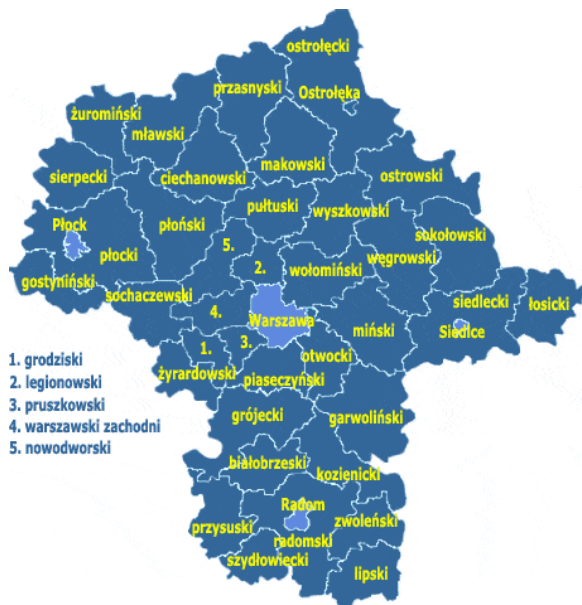 ostrołęcki
przasnyski
Ostrołęka
żuromiński
mławski
makowski
sierpecki
ciechanowski
ostrowski
pułtuski
wyszkowski
Płock
płoński
sokołowski
5.
płocki
węgrowski
2.
wołomiński
gostyniński
sochaczewski
siedlecki
łosicki
4.
Warszawa
miński
Siedlce
1.
3.
otwocki
żyrardowski
piaseczyński
1. grodziski
2. legionowski
3. pruszkowski
4. warszawski zachodni
5. nowodworski
grójecki
garwoliński
białobrzeski
kozienicki
Radom
przysuski
zwoleński
radomski
szydłowiecki
lipski